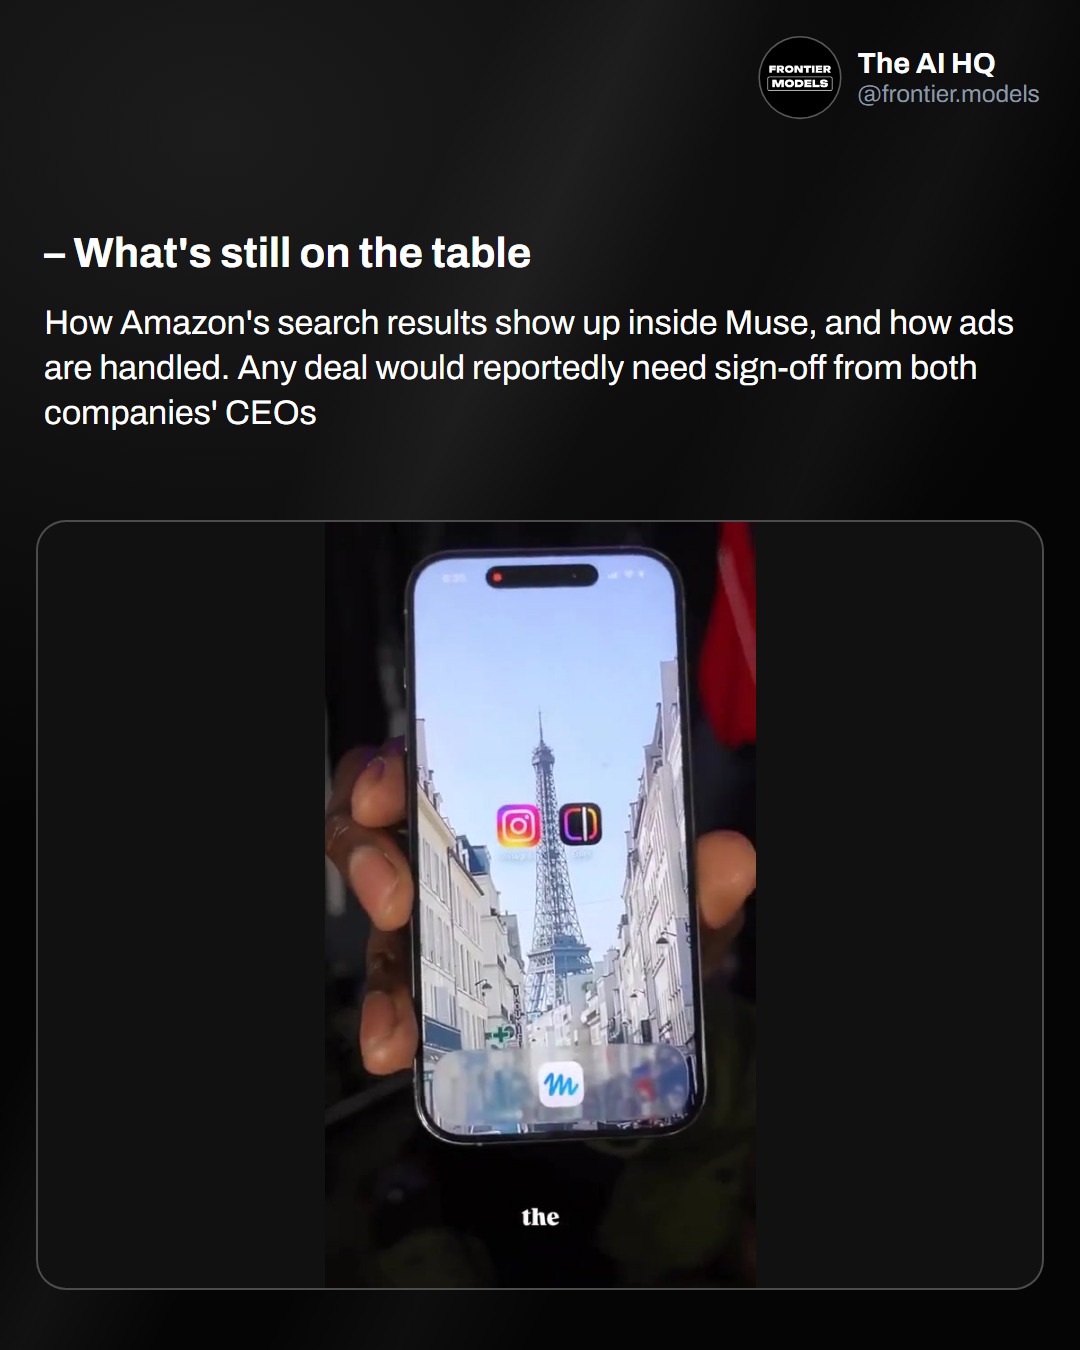 FRONTIER
MODELS
The AI HQ
@frontier.models
– What's still on the table
How Amazon's search results show up inside Muse, and how ads
are handled. Any deal would reportedly need sign-off from both
companies' CEOs
the